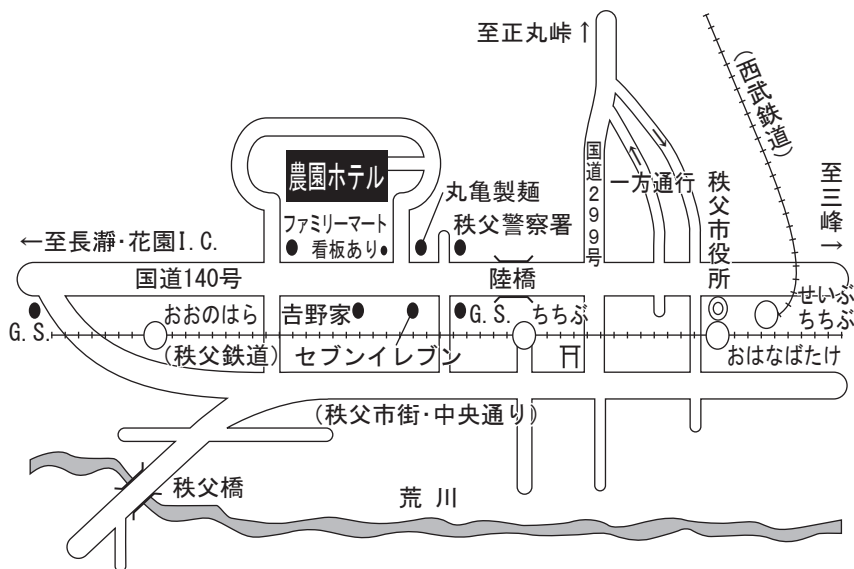 至正丸峠↑
(西武鉄道)
農園ホテル
丸亀製麺
国道299号
一方通行
秩父市役所
至三峰→
ファミリーマート
看板あり
秩父警察署
←至長瀞・花園I.C.
国道140号
陸橋
せいぶ
ちちぶ
G.S.
おおのはら
吉野家
G.S.
ちちぶ
(秩父鉄道)
セブンイレブン
おはなばたけ
(秩父市街・中央通り)
秩父橋
荒川